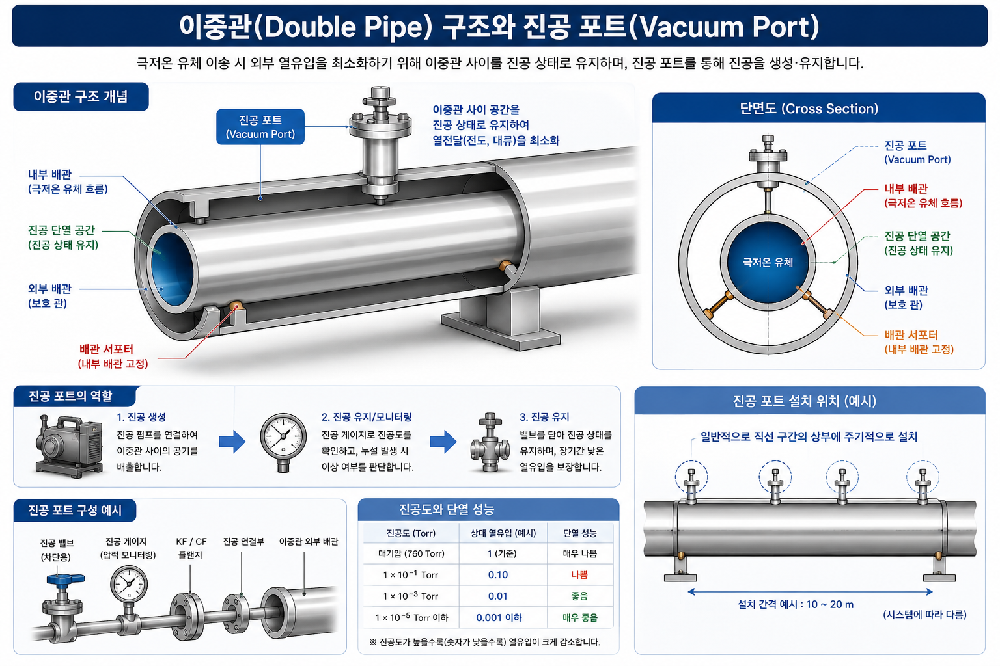 이중관(Double Pipe) 구조와 진공 포트(Vacuum Port)
극저온 유체 이송 시 외부 열유입을 최소화하기 위해 이중관 사이를 진공 상태로 유지하며, 진공 포트를 통해 진공을 생성·유지합니다.
이중관 구조 개념
진공 포트
(Vacuum Port)
이중관 사이 공간을
진공 상태로 유지하여
열전달(전도, 대류)을 최소화
내부 배관
(극저온 유체 흐름)
진공 단열 공간
(진공 상태 유지)
외부 배관
(보호 관)
배관 서포터
(내부 배관 고정)
단면도 (Cross Section)
진공 포트
(Vacuum Port)
내부 배관
(극저온 유체 흐름)
진공 단열 공간
(진공 상태 유지)
극저온 유체
외부 배관
(보호 관)
배관 서포터
(내부 배관 고정)
진공 포트의 역할
1. 진공 생성
진공 펌프를 연결하여
이중관 사이의 공기를
배출합니다.
2. 진공 유지/모니터링
진공 게이지로 진공도를
확인하고, 누설 발생 시
이상 여부를 판단합니다.
3. 진공 유지
밸브를 닫아 진공 상태를
유지하며, 장기간 낮은
열유입을 보장합니다.
진공 포트 설치 위치 (예시)
일반적으로 직선 구간의 상부에 주기적으로 설치
설치 간격 예시 : 10 ~ 20 m
(시스템에 따라 다름)
진공 포트 구성 예시
진공 밸브
(차단용)
진공 게이지
(압력 모니터링)
KF / CF
플랜지
진공 연결부
이중관 외부 배관
진공도와 단열 성능
진공도 (Torr) 상대 열유입 (예시) 단열 성능
대기압 (760 Torr) 1 (기준) 매우 나쁨
1 × 10⁻¹ Torr 0.10 나쁨
1 × 10⁻³ Torr 0.01 좋음
1 × 10⁻⁵ Torr 이하 0.001 이하 매우 좋음
※ 진공도가 높을수록(숫자가 낮을수록) 열유입이 크게 감소합니다.